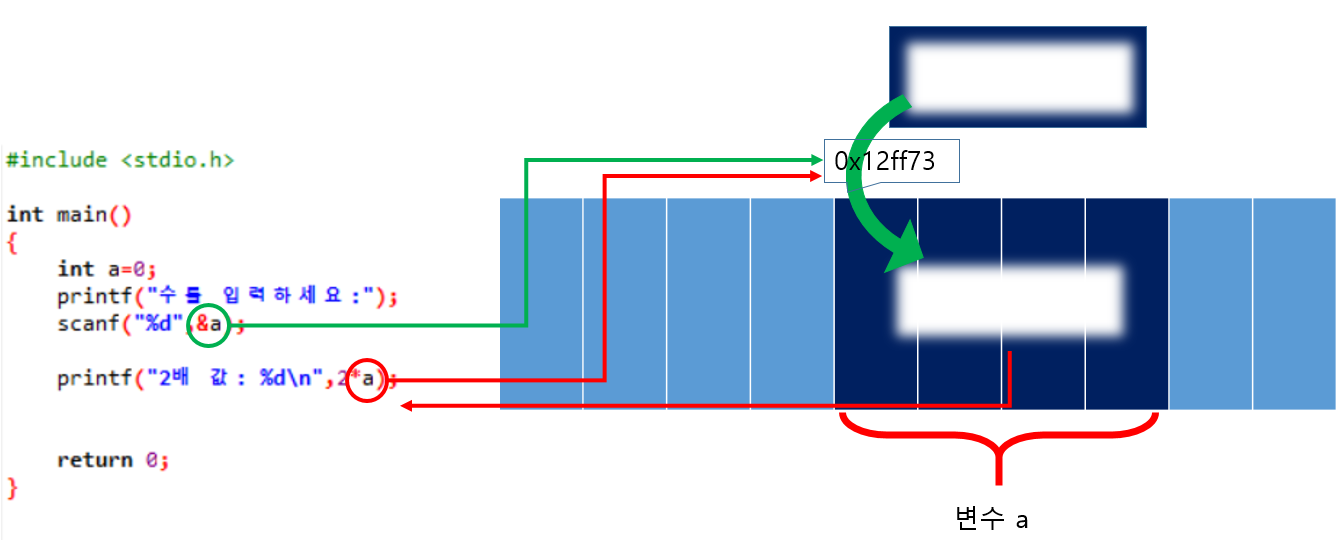 #include <stdio.h>
int main()
{
int a=0;
printf("수를 입력하세요:");
scanf("%d",&a);
printf("2배 값: %d\n",2*a);
return 0;
}
0x12ff73
변수 a